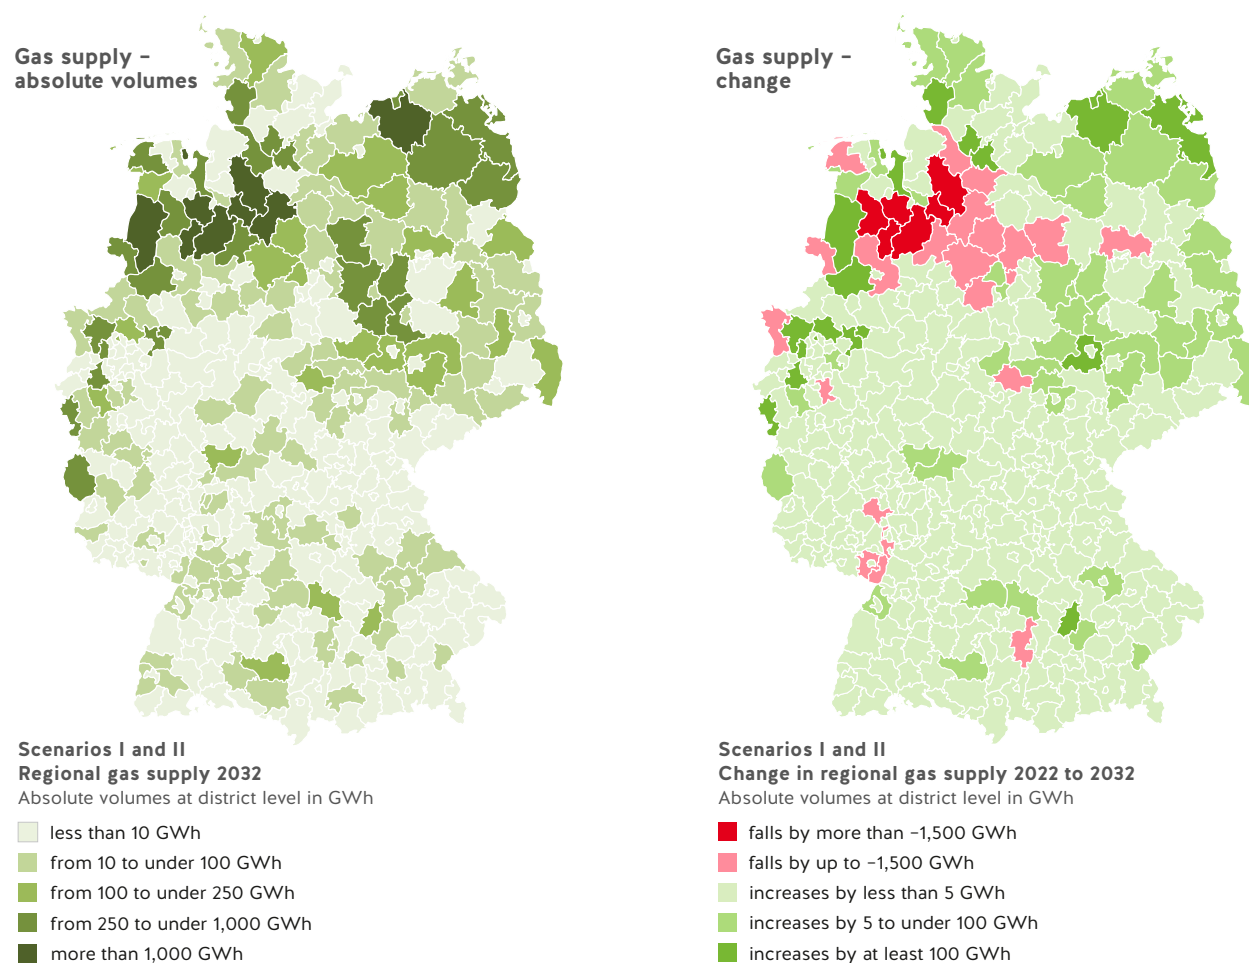 Gas supply –
absolute volumes
Scenarios I and II
Regional gas supply 2032
Absolute volumes at district level in GWh
less than 10 GWh
from 10 to under 100 GWh
from 100 to under 250 GWh
from 250 to under 1,000 GWh
more than 1,000 GWh
Gas supply –
change
Scenarios I and II
Change in regional gas supply 2022 to 2032
Absolute volumes at district level in GWh
falls by more than −1,500 GWh
falls by up to −1,500 GWh
increases by less than 5 GWh
increases by 5 to under 100 GWh
increases by at least 100 GWh